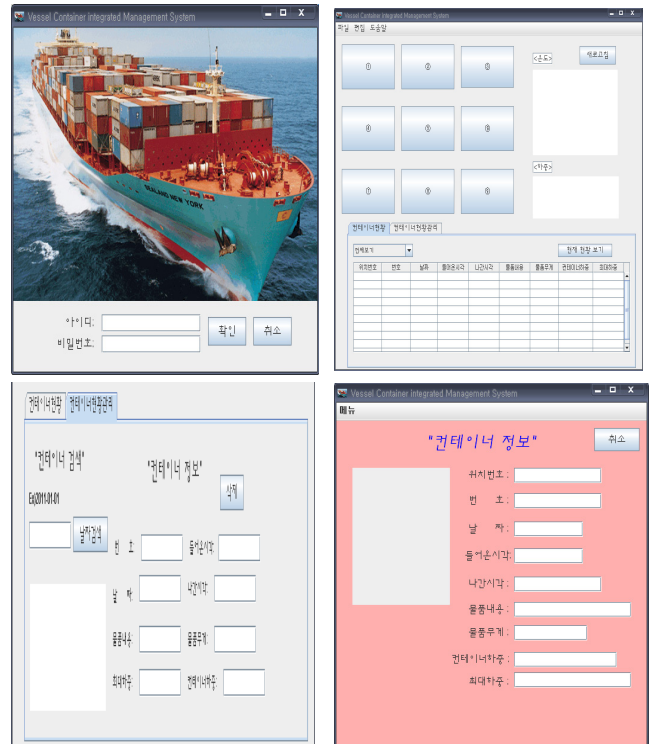 Vessel Container Integrated Management System
SEALAND NEW YORK
아이디:
비밀번호:
확인
취소
Vessel Container Integrated Management System
파일 편집 도움말
① ② ③
<온도>
새로고침
④ ⑤ ⑥
<하중>
⑦ ⑧ ⑨
컨테이너현황 컨테이너현황관리
전체보기
전체 현황 보기
위치번호 번호 날짜 들어온시각 나간시각 물품내용 물품무게 컨테이너하중 최대하중
컨테이너현황 컨테이너현황관리
"컨테이너 검색"
"컨테이너 정보"
삭제
Ex)2011-01-01
날짜검색
번 호:
들어온시각:
날 짜:
나간시각:
물품내용:
물품무게:
최대하중:
컨테이너하중:
Vessel Container Integrated Management System
메뉴
"컨테이너 정보"
취소
위치번호 :
번 호 :
날 짜 :
들어온시각:
나간시각 :
물품내용 :
물품무게 :
컨테이너하중 :
최대하중 :